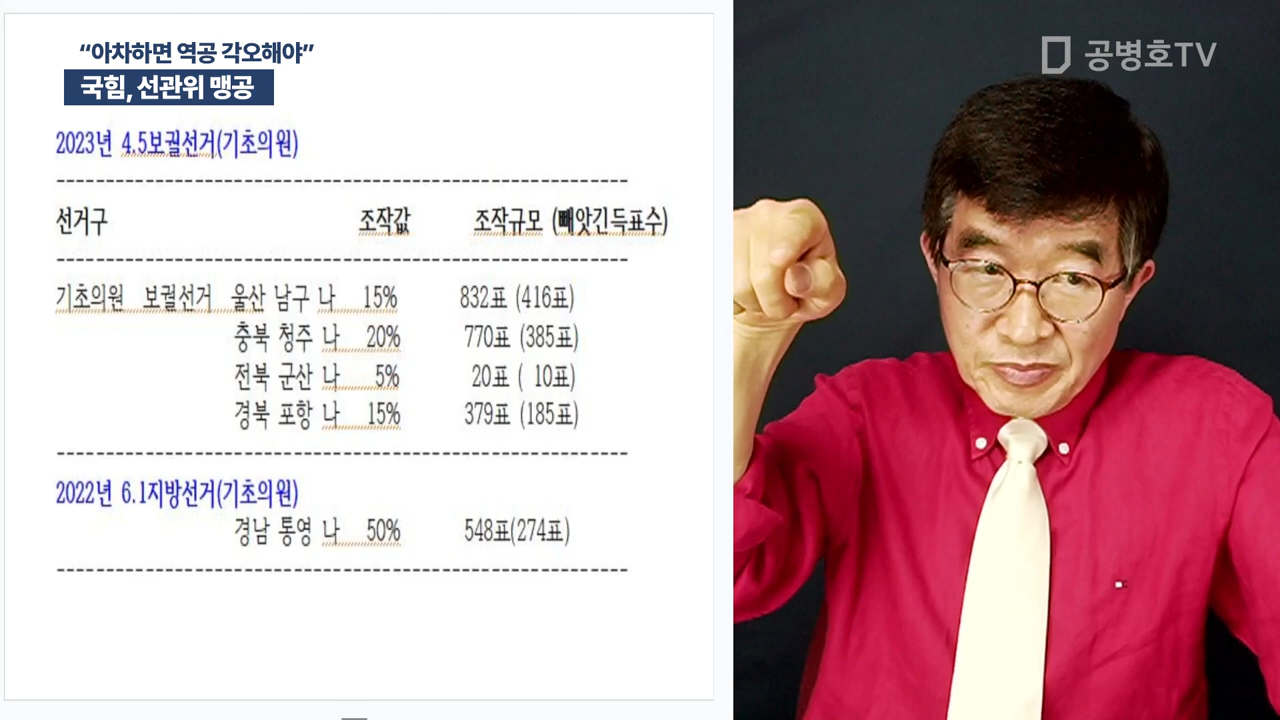 “아차하면 역공 각오해야”
국힘, 선관위 맹공
공병호TV
2023년 4.5보궐선거(기초의원)
선거구 조작값 조작규모 (빼앗긴득표수)
기초의원 보궐선거 울산 남구 나 15% 832표 (416표)
충북 청주 나 20% 770표 (385표)
전북 군산 나 5% 20표 ( 10표)
경북 포항 나 15% 379표 (185표)
2022년 6.1지방선거(기초의원)
경남 통영 나 50% 548표(274표)